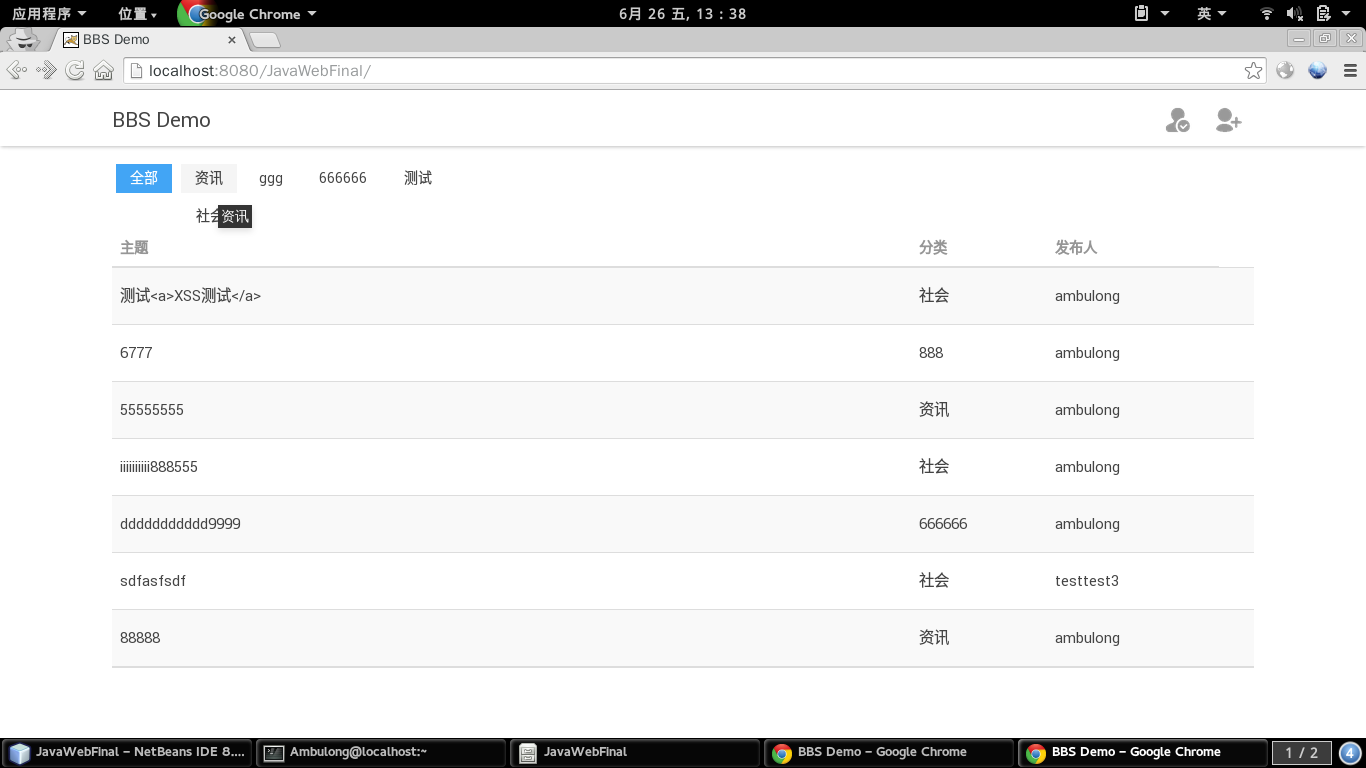 应用程序 位置 Google Chrome 6月 26 五, 13 : 38 英
BBS Demo
localhost:8080/JavaWebFinal/
BBS Demo
全部 资讯 ggg 666666 测试
社会 资讯
主题 分类 发布人
测试<a>XSS测试</a> 社会 ambulong
6777 888 ambulong
55555555 资讯 ambulong
iiiiiiiiii888555 社会 ambulong
ddddddddddd9999 666666 ambulong
sdfasfsdf 社会 testtest3
88888 资讯 ambulong
JavaWebFinal – NetBeans IDE 8.... Ambulong@localhost:~ JavaWebFinal BBS Demo – Google Chrome BBS Demo – Google Chrome 1 / 2 4